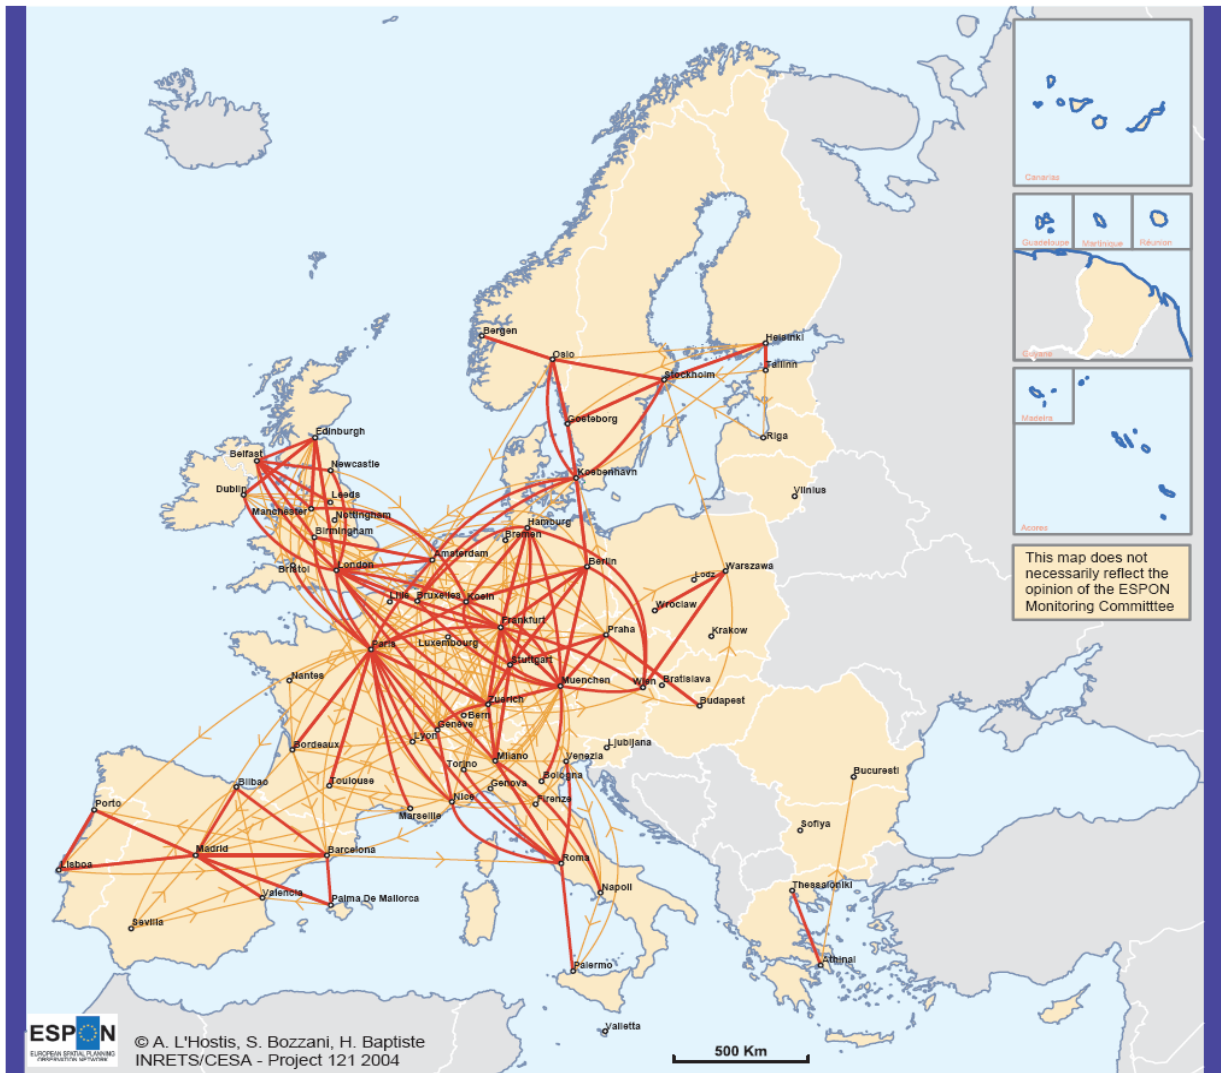 Canarias
Guadeloupe
Martinique
Réunion
Guyane
Madeira
Acores
This map does not
necessarily reflect the
opinion of the ESPON
Monitoring Committtee
Bergen
Oslo
Helsinki
Tallinn
Stockholm
Goeteborg
Riga
Edinburgh
Belfast
Newcastle
Koebenhavn
Dublin
Leeds
Vilnius
Manchester
Nottingham
Hamburg
Birmingham
Bremen
Amsterdam
Bristol
London
Berlin
Lodz
Warszawa
Lille
Bruxelles
Koeln
Wroclaw
Frankfurt
Praha
Krakow
Paris
Luxembourg
Stuttgart
Nantes
Muenchen
Wien
Bratislava
Zuerich
Budapest
Bern
Geneve
Bordeaux
Lyon
Ljubljana
Milano
Venezia
Torino
Bucuresti
Bilbao
Toulouse
Genova
Bologna
Porto
Nice
Firenze
Marseille
Sofiya
Madrid
Barcelona
Lisboa
Roma
Valencia
Palma De Mallorca
Napoli
Thessaloniki
Sevilla
Palermo
Athinai
Valletta
ESPON
EUROPEAN SPATIAL PLANNING
OBSERVATION NETWORK
© A. L'Hostis, S. Bozzani, H. Baptiste
INRETS/CESA - Project 121 2004
500 Km